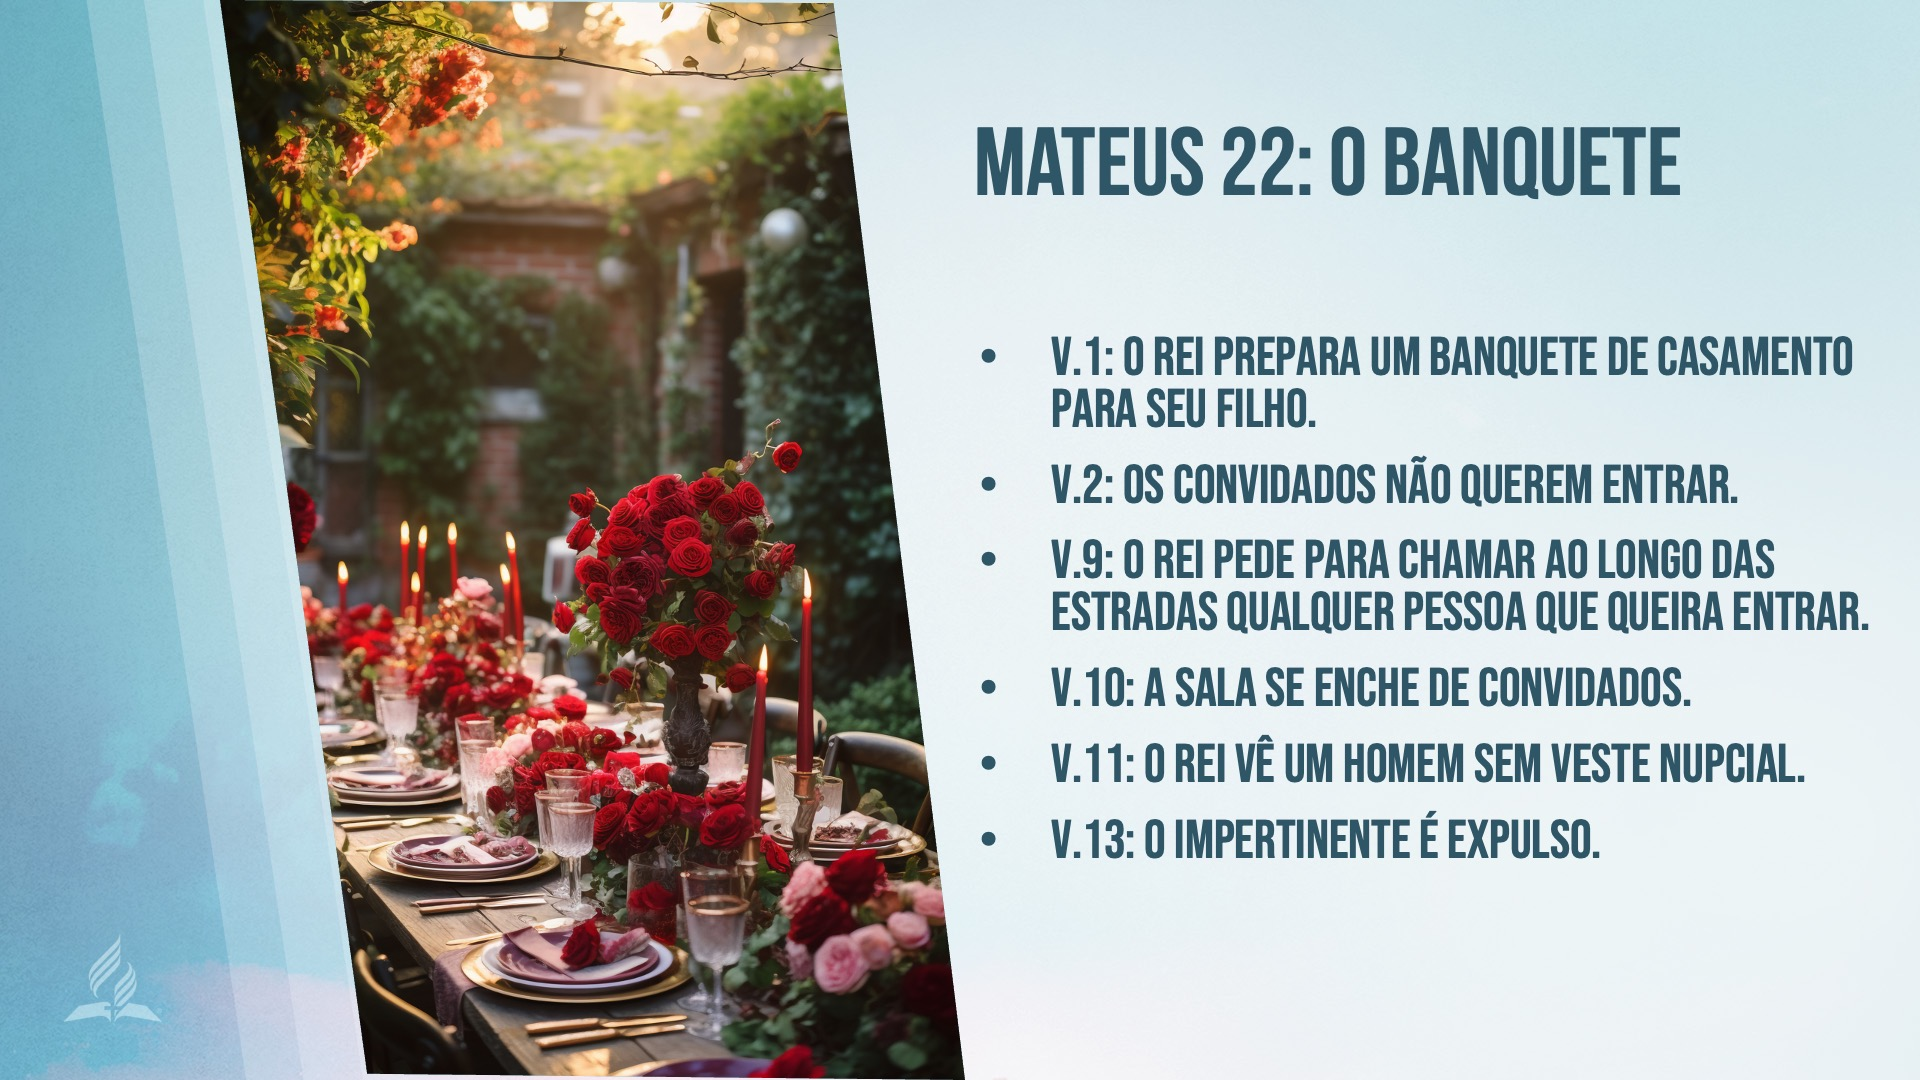 MATEUS 22: O BANQUETE
• V.1: O REI PREPARA UM BANQUETE DE CASAMENTO
PARA SEU FILHO.
• V.2: OS CONVIDADOS NÃO QUEREM ENTRAR.
• V.9: O REI PEDE PARA CHAMAR AO LONGO DAS
ESTRADAS QUALQUER PESSOA QUE QUEIRA ENTRAR.
• V.10: A SALA SE ENCHE DE CONVIDADOS.
• V.11: O REI VÊ UM HOMEM SEM VESTE NUPCIAL.
• V.13: O IMPERTINENTE É EXPULSO.